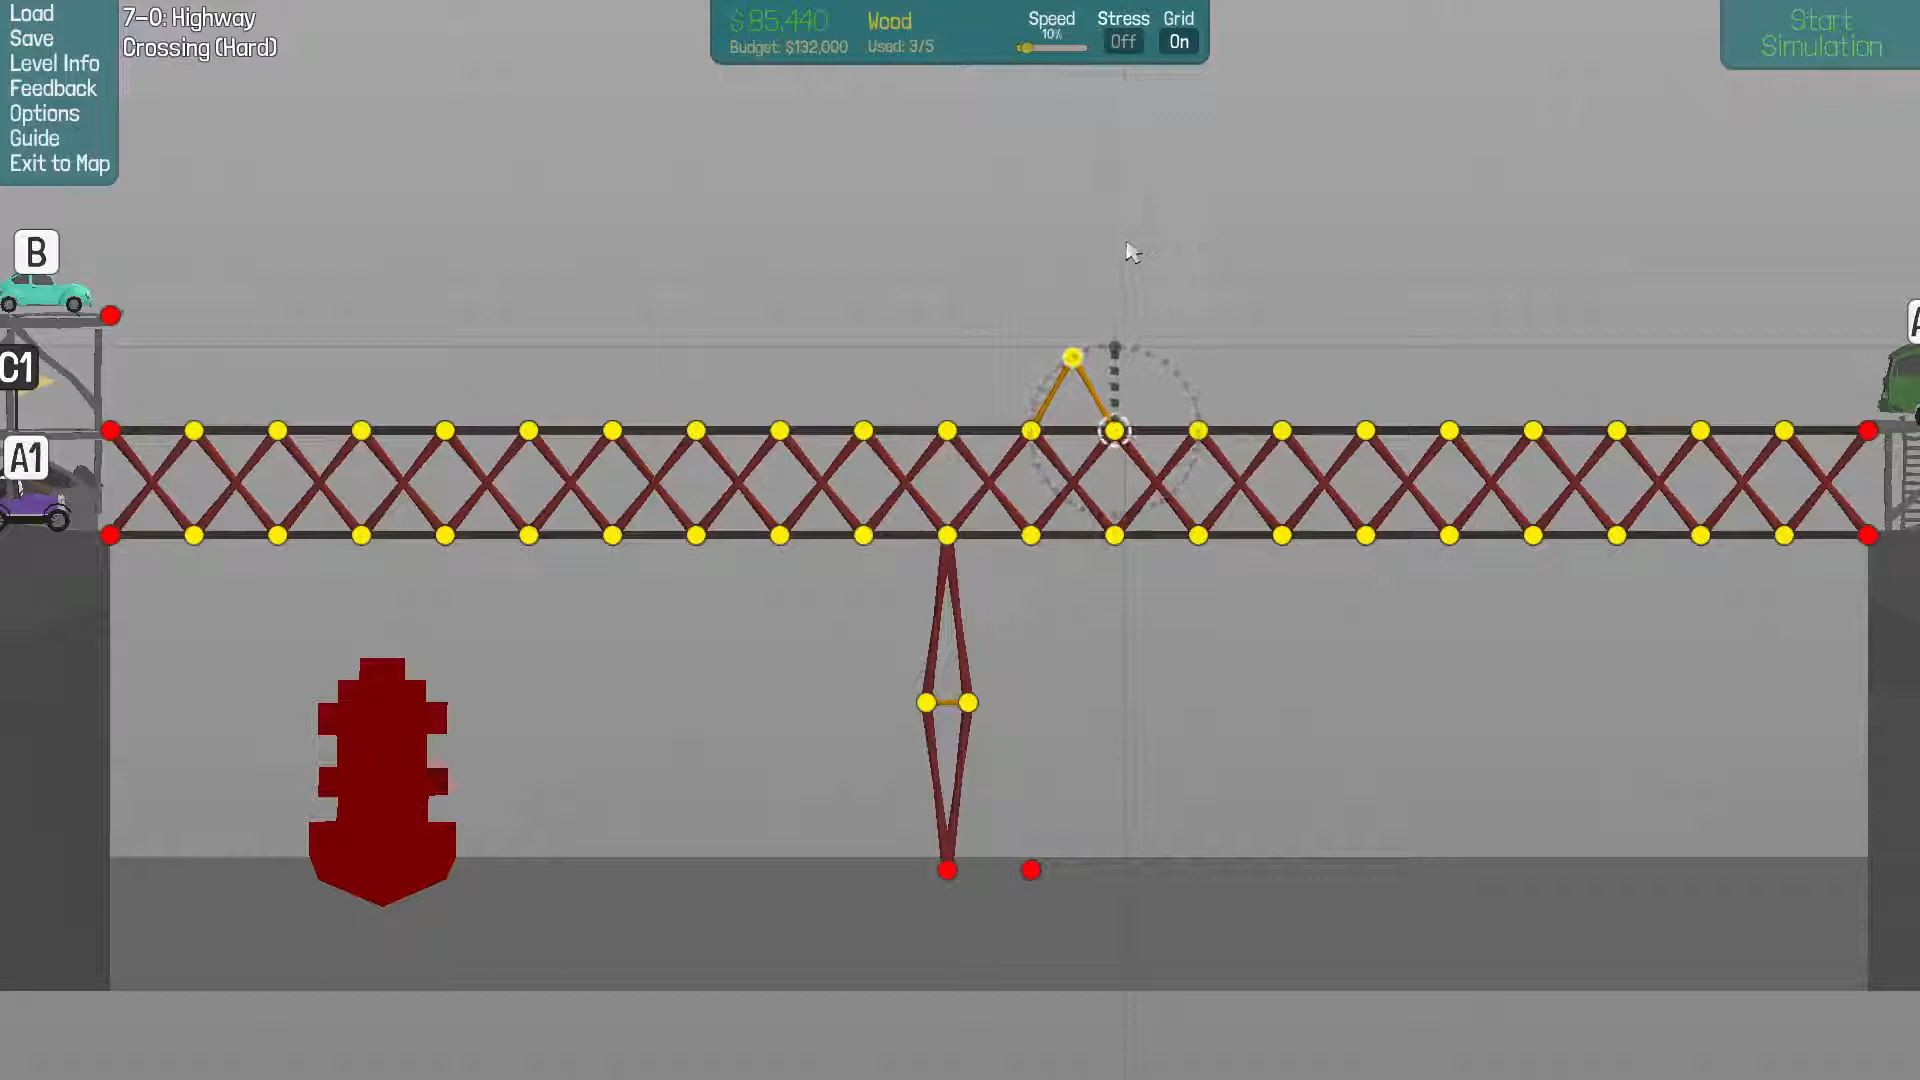 Load
Save
Level Info
Feedback
Options
Guide
Exit to Map
7-0: Highway
Crossing (Hard)
$ 85,440
Budget: $132,000
Wood
Used: 3/5
Speed
10%
Stress
Off
Grid
On
Start
Simulation
B
C1
A1